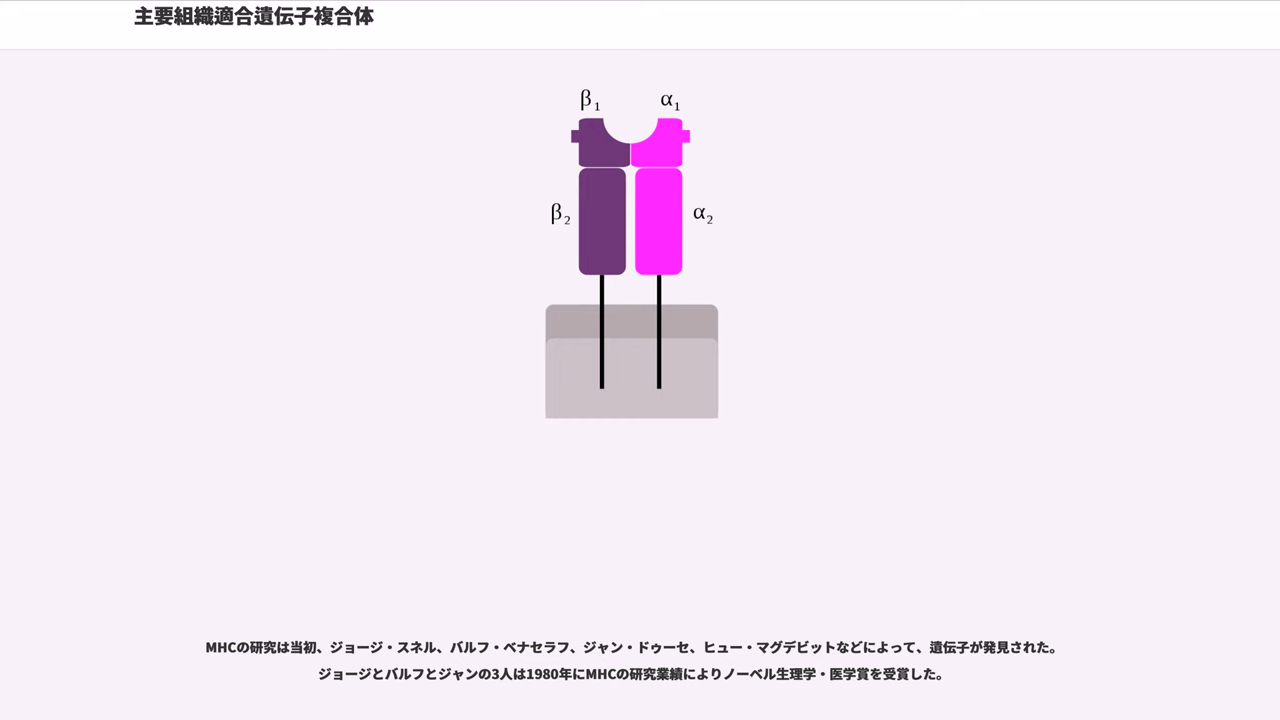 主要組織適合遺伝子複合体
β1 α1
β2 α2
MHCの研究は当初、ジョージ・スネル、バルフ・ベナセラフ、ジャン・ドゥーセ、ヒュー・マグデビットなどによって、遺伝子が発見された。
ジョージとバルフとジャンの3人は1980年にMHCの研究業績によりノーベル生理学・医学賞を受賞した。